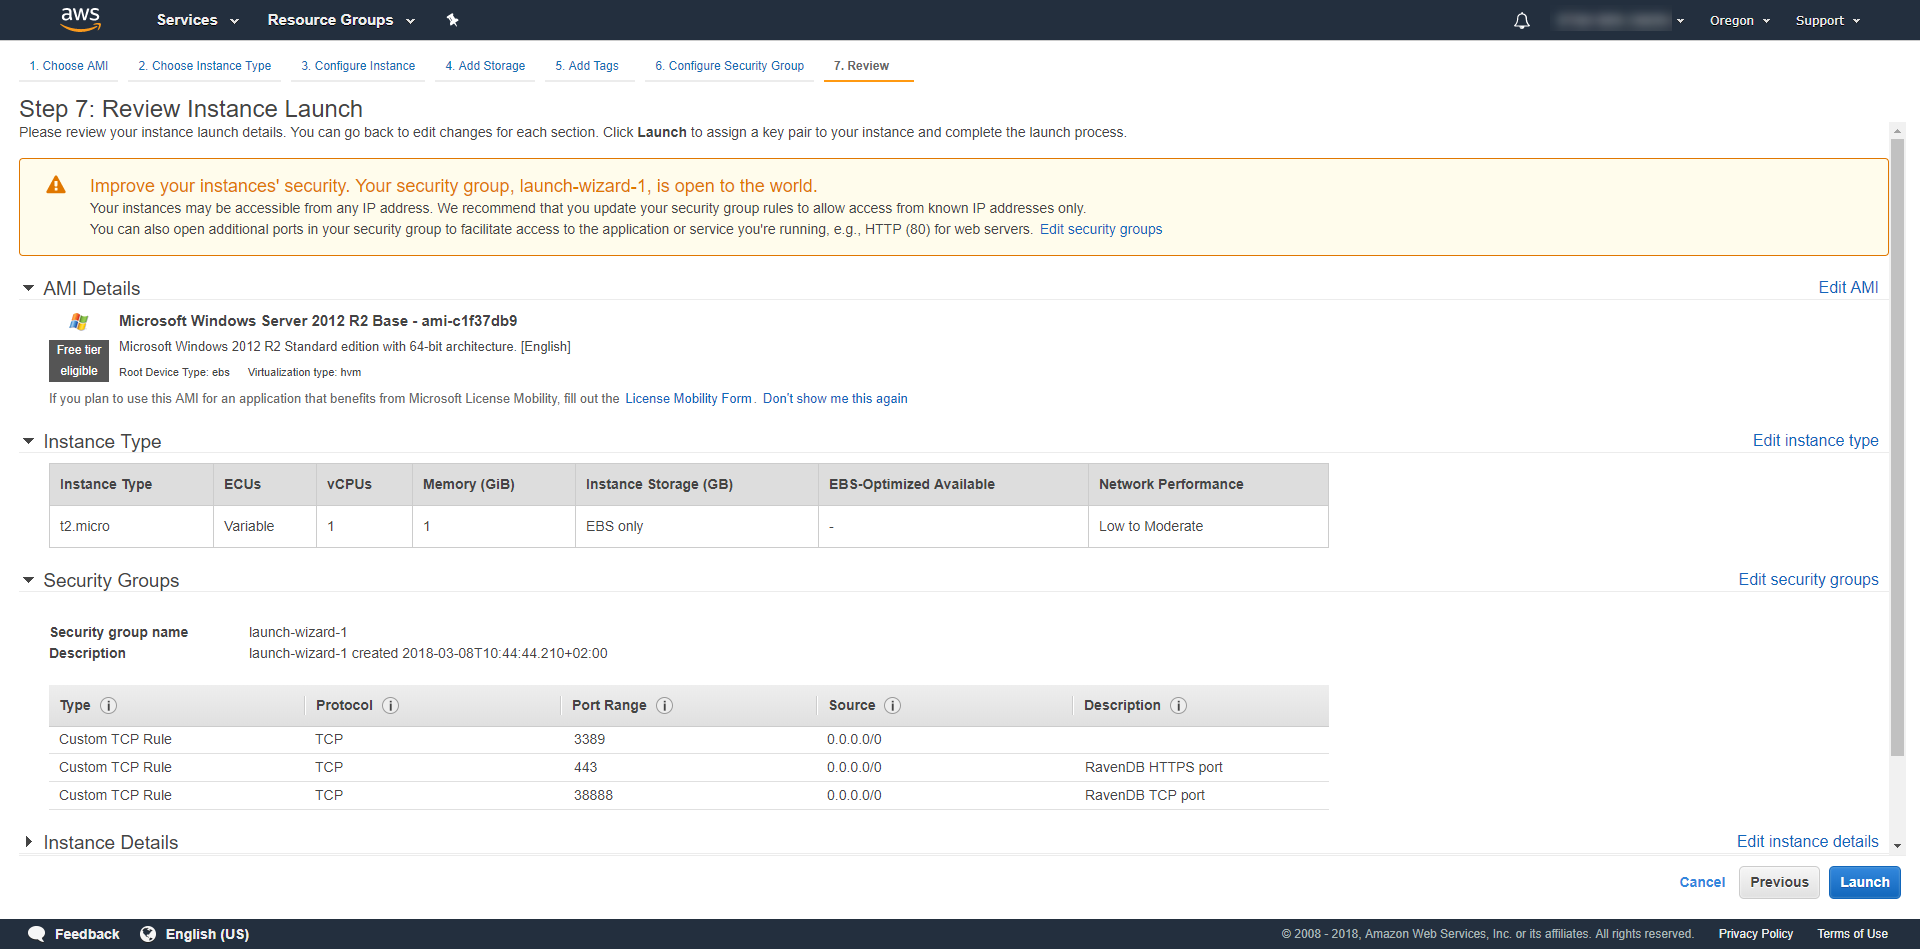 aws Services Resource Groups Oregon Support
1. Choose AMI 2. Choose Instance Type 3. Configure Instance 4. Add Storage 5. Add Tags 6. Configure Security Group 7. Review
Step 7: Review Instance Launch
Please review your instance launch details. You can go back to edit changes for each section. Click Launch to assign a key pair to your instance and complete the launch process.
Improve your instances' security. Your security group, launch-wizard-1, is open to the world.
Your instances may be accessible from any IP address. We recommend that you update your security group rules to allow access from known IP addresses only.
You can also open additional ports in your security group to facilitate access to the application or service you're running, e.g., HTTP (80) for web servers. Edit security groups
AMI Details Edit AMI
Microsoft Windows Server 2012 R2 Base - ami-c1f37db9
Free tier eligible
Microsoft Windows 2012 R2 Standard edition with 64-bit architecture. [English]
Root Device Type: ebs Virtualization type: hvm
If you plan to use this AMI for an application that benefits from Microsoft License Mobility, fill out the License Mobility Form. Don't show me this again
Instance Type Edit instance type
Instance Type ECUs vCPUs Memory (GiB) Instance Storage (GB) EBS-Optimized Available Network Performance
t2.micro Variable 1 1 EBS only - Low to Moderate
Security Groups Edit security groups
Security group name launch-wizard-1
Description launch-wizard-1 created 2018-03-08T10:44:44.210+02:00
Type Protocol Port Range Source Description
Custom TCP Rule TCP 3389 0.0.0.0/0
Custom TCP Rule TCP 443 0.0.0.0/0 RavenDB HTTPS port
Custom TCP Rule TCP 38888 0.0.0.0/0 RavenDB TCP port
Instance Details Edit instance details
Cancel Previous Launch
Feedback English (US) © 2008 - 2018, Amazon Web Services, Inc. or its affiliates. All rights reserved. Privacy Policy Terms of Use